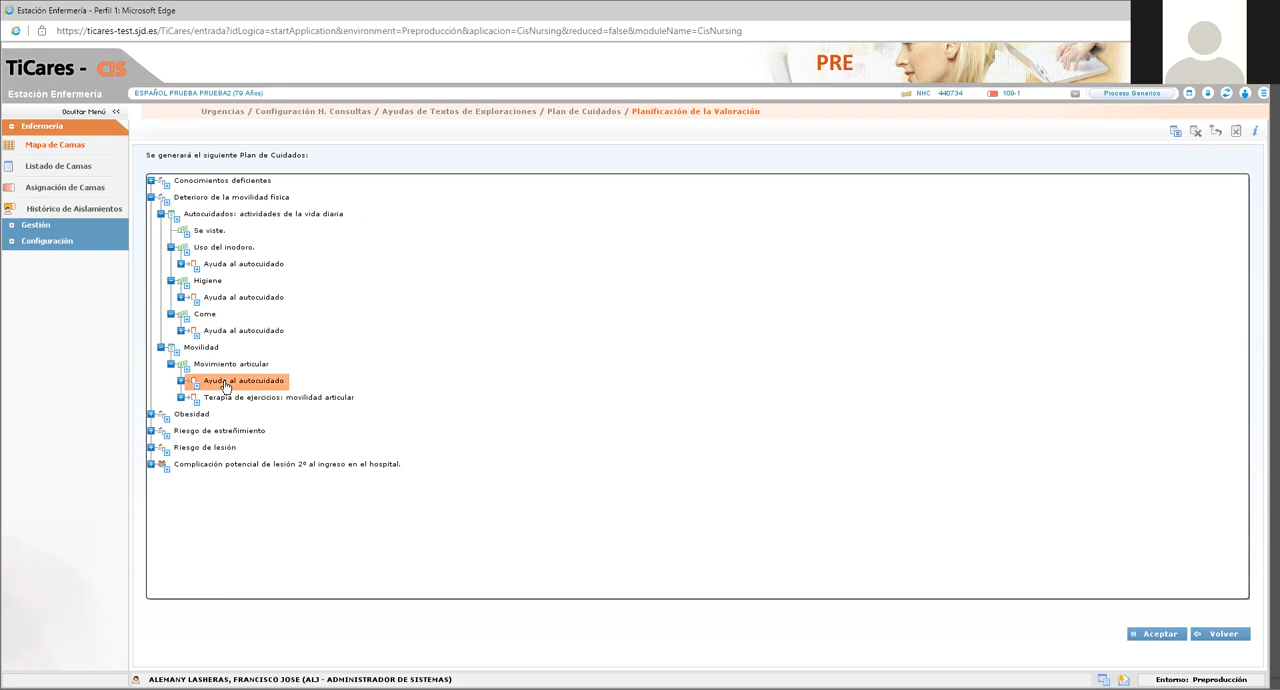 Estación Enfermería - Perfil 1: Microsoft Edge
https://ticares-test.sjd.es/TiCares/entrada?idLogica=startApplication&environment=Preproducción&aplicacion=CisNursing&reduced=false&moduleName=CisNursing
TiCares - CIS
PRE
Estación Enfermería
ESPAÑOL PRUEBA PRUEBA2 (79 Años)
NHC 440734
109-1
Proceso Generico
Ocultar Menú <<
Urgencias / Configuración H. Consultas / Ayudas de Textos de Exploraciones / Plan de Cuidados / Planificación de la Valoración
Enfermería
Mapa de Camas
Listado de Camas
Asignación de Camas
Histórico de Aislamientos
Gestión
Configuración
Se generará el siguiente Plan de Cuidados:
Conocimientos deficientes
Deterioro de la movilidad física
Autocuidados: actividades de la vida diaria
Se viste.
Uso del inodoro.
Ayuda al autocuidado
Higiene
Ayuda al autocuidado
Come
Ayuda al autocuidado
Movilidad
Movimiento articular
Ayuda al autocuidado
Terapia de ejercicios: movilidad articular
Obesidad
Riesgo de estreñimiento
Riesgo de lesión
Complicación potencial de lesión 2º al ingreso en el hospital.
Aceptar
Volver
ALEMANY LASHERAS, FRANCISCO JOSE (ALJ - ADMINISTRADOR DE SISTEMAS)
Entorno: Preproducción